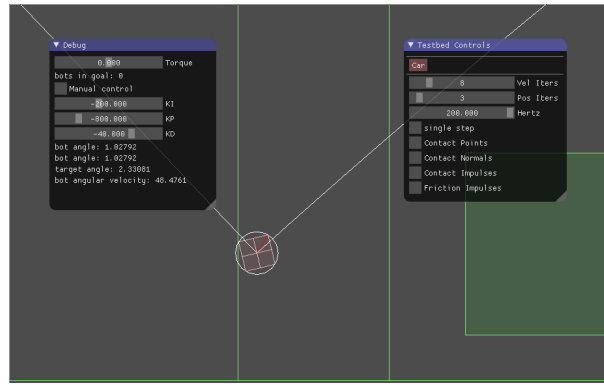 Debug
0.000 Torque
bots in goal: 0
Manual control
-200.000 KI
-800.000 KP
-40.000 KD
bot angle: 1.02792
bot angle: 1.02792
target angle: 2.33081
bot angular velocity: 48.4761
Testbed Controls
Car
8 Vel Iters
3 Pos Iters
200.000 Hertz
single step
Contact Points
Contact Normals
Contact Impulses
Friction Impulses